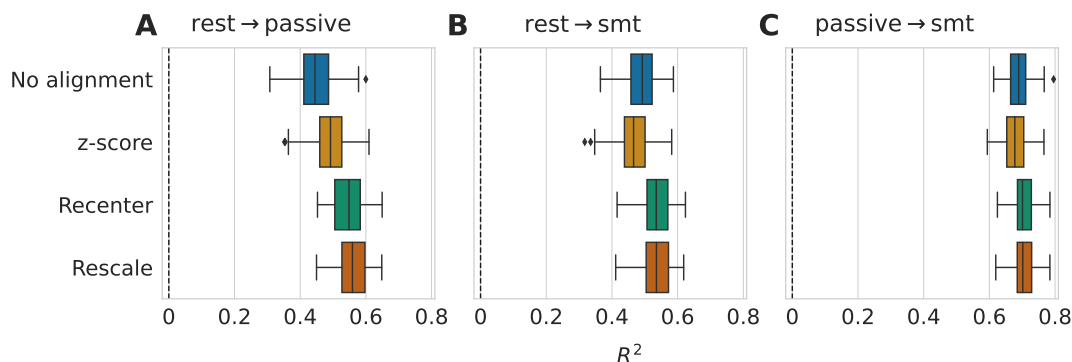 A rest → passive
B rest → smt
C passive → smt
No alignment
z-score
Recenter
Rescale
0 0.2 0.4 0.6 0.8
0 0.2 0.4 0.6 0.8
0 0.2 0.4 0.6 0.8
R²